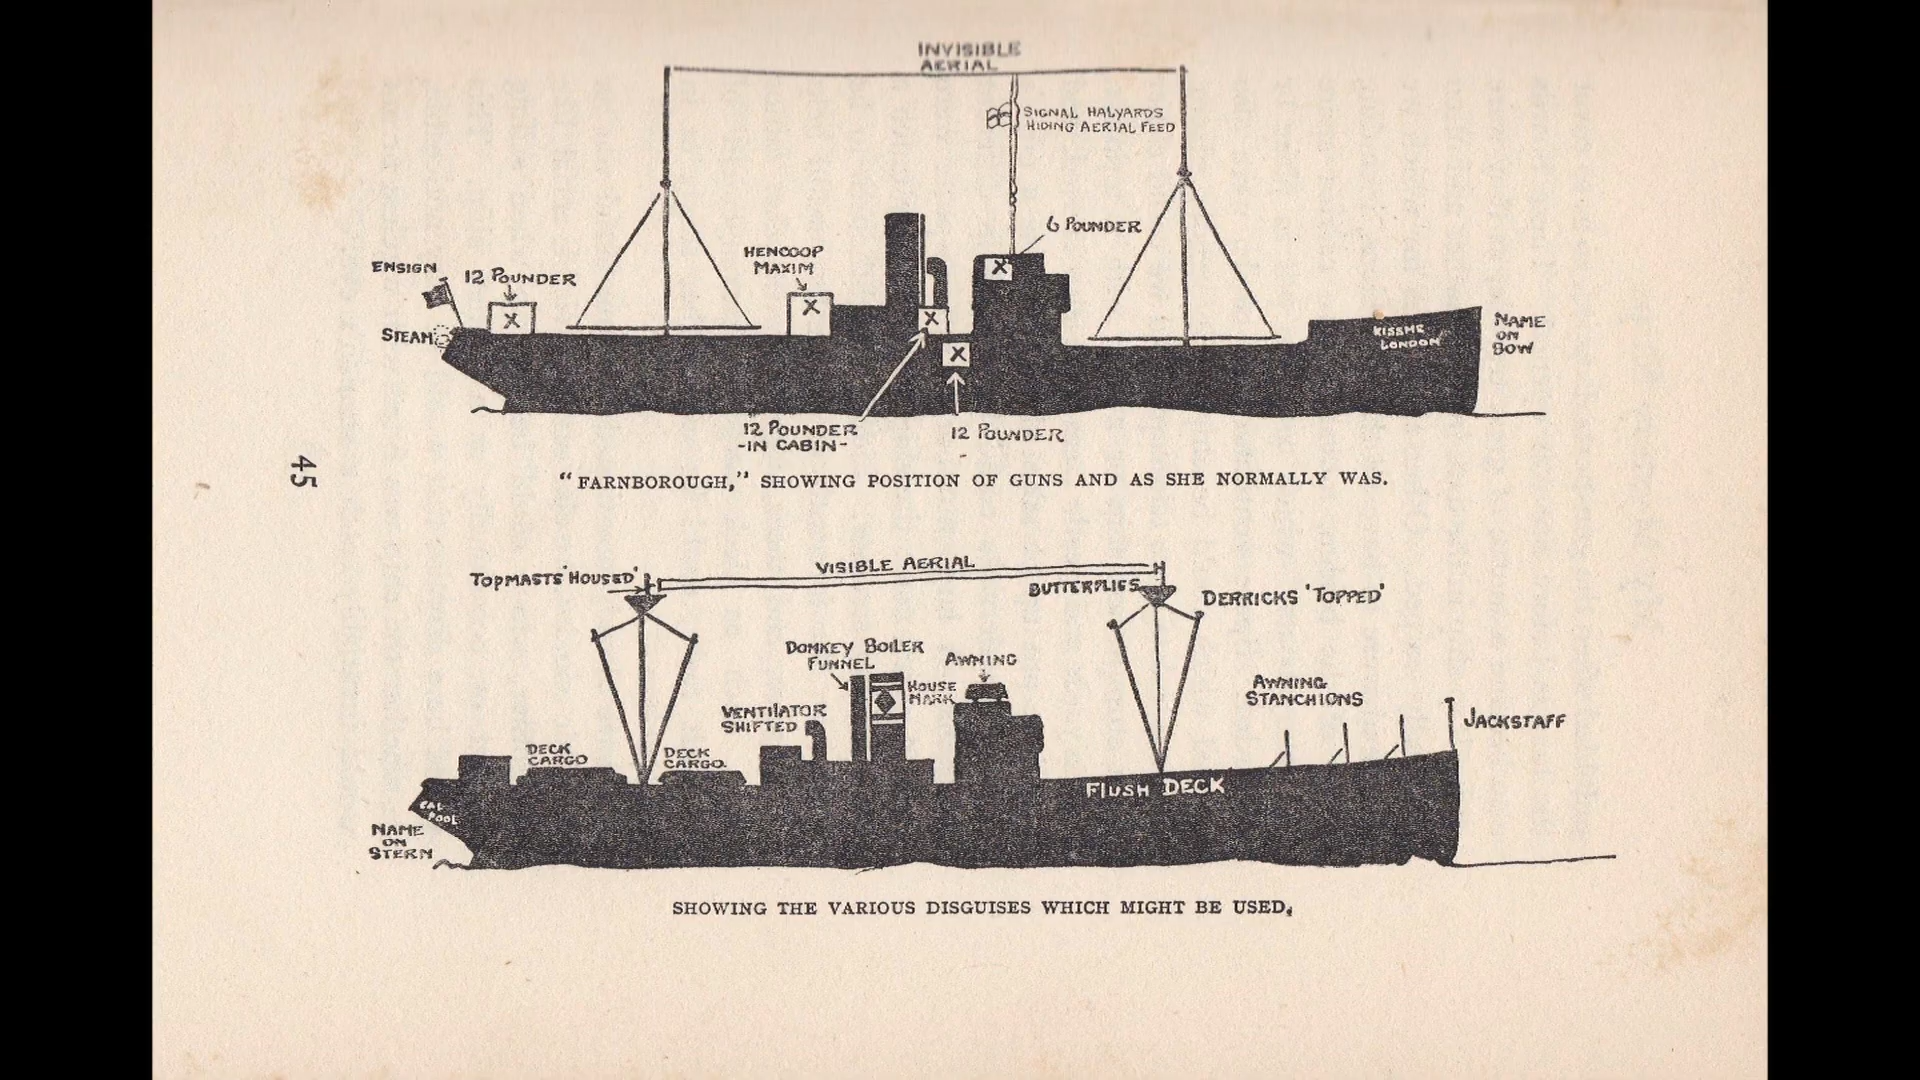 INVISIBLE
AERIAL
SIGNAL HALYARDS
HIDING AERIAL FEED
6 POUNDER
HENCOOP
MAXIM
ENSIGN
12 POUNDER
STEAM
KISSME
LONDON
NAME
ON
BOW
12 POUNDER
-IN CABIN-
12 POUNDER
45
"FARNBOROUGH," SHOWING POSITION OF GUNS AND AS SHE NORMALLY WAS.
VISIBLE AERIAL
TOPMASTS 'HOUSED'
BUTTERFLIES
DERRICKS 'TOPPED'
DONKEY BOILER
FUNNEL
AWNING
HOUSE
MARK
AWNING
STANCHIONS
VENTILATOR
SHIFTED
JACKSTAFF
DECK
CARGO
DECK
CARGO.
FLUSH DECK
CAL
POOL
NAME
ON
STERN
SHOWING THE VARIOUS DISGUISES WHICH MIGHT BE USED.